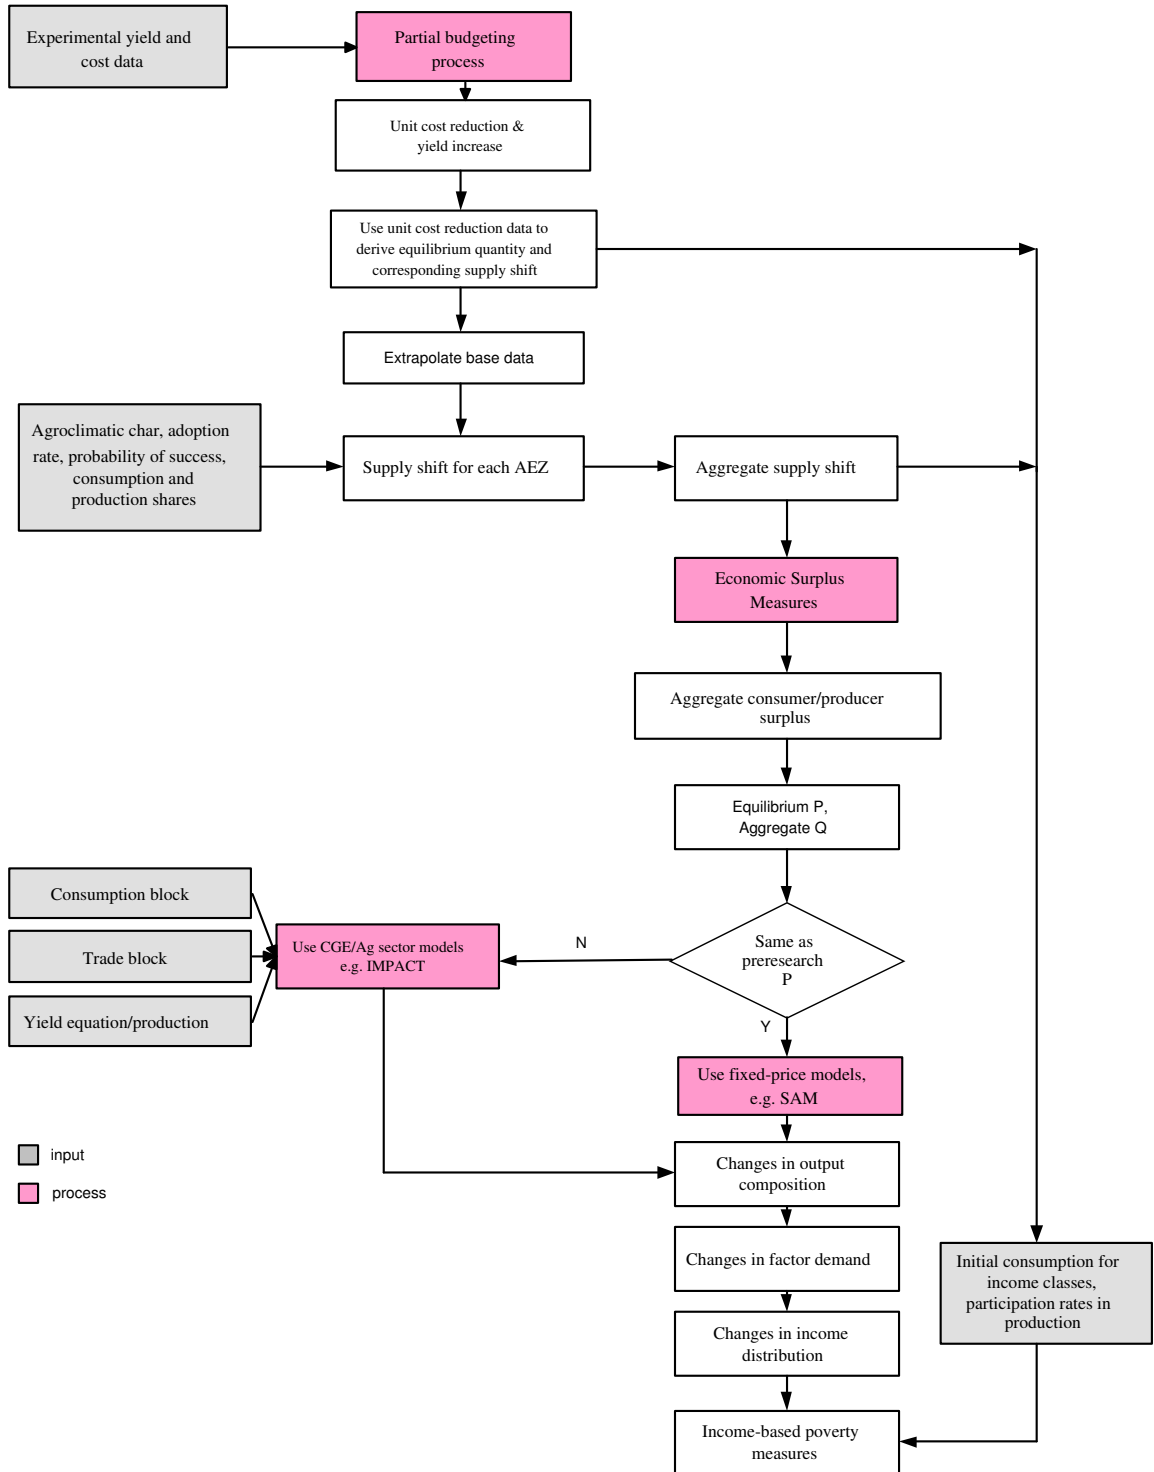 Experimental yield and
cost data
Partial budgeting
process
Unit cost reduction &
yield increase
Use unit cost reduction data to
derive equilibrium quantity and
corresponding supply shift
Extrapolate base data
Agroclimatic char, adoption
rate, probability of success,
consumption and
production shares
Supply shift for each AEZ
Aggregate supply shift
Economic Surplus
Measures
Aggregate consumer/producer
surplus
Equilibrium P,
Aggregate Q
Consumption block
Trade block
Yield equation/production
Use CGE/Ag sector models
e.g. IMPACT
N
Same as
preresearch
P
Y
Use fixed-price models,
e.g. SAM
input
process
Changes in output
composition
Changes in factor demand
Initial consumption for
income classes,
participation rates in
production
Changes in income
distribution
Income-based poverty
measures